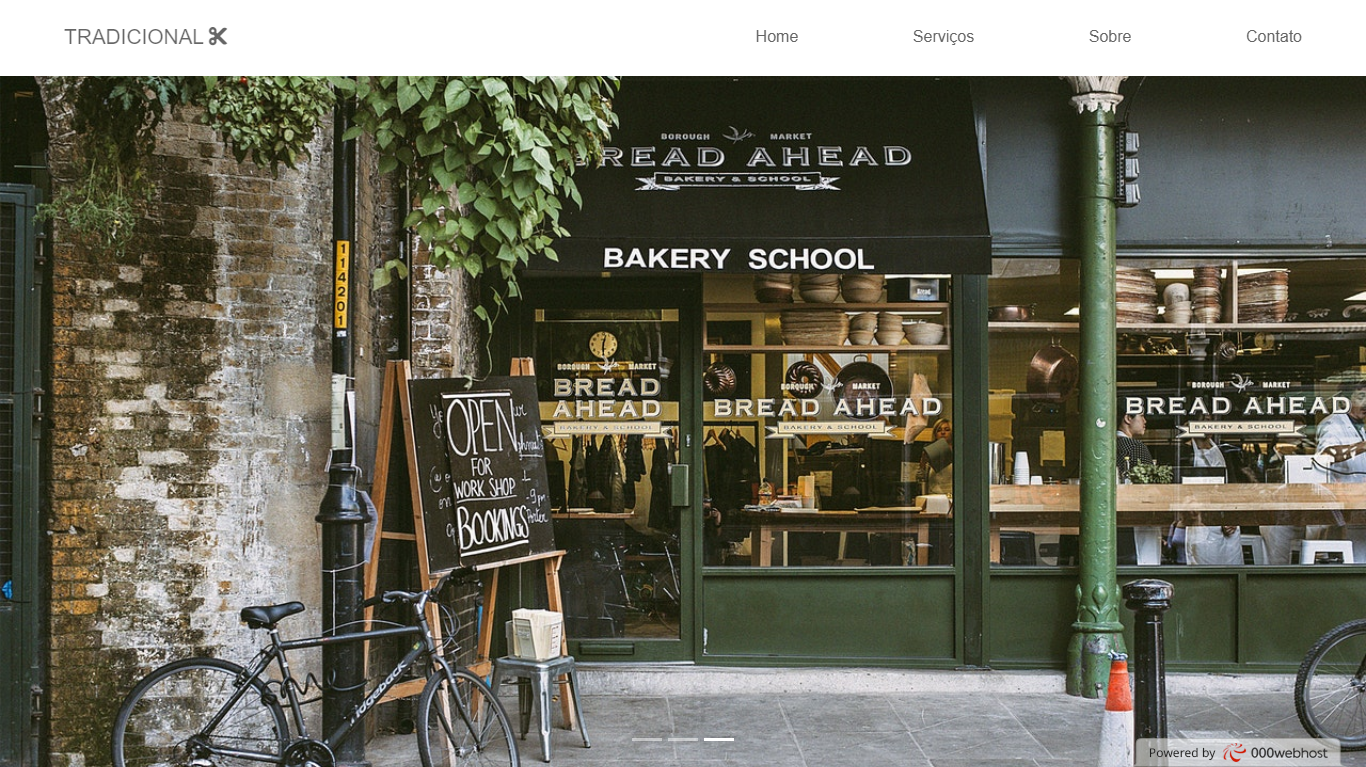 TRADICIONAL
Home
Serviços
Sobre
Contato
BOROUGH MARKET
BREAD AHEAD
BAKERY & SCHOOL
BAKERY SCHOOL
114201
Bread
BOROUGH MARKET
BREAD
AHEAD
BAKERY & SCHOOL
BOROUGH MARKET
BREAD AHEAD
BAKERY & SCHOOL
BOROUGH MARKET
BREAD AHEAD
BAKERY & SCHOOL
OPEN
FOR
WORK SHOP
BOOKINGS
Ridgeback
Powered by 000webhost